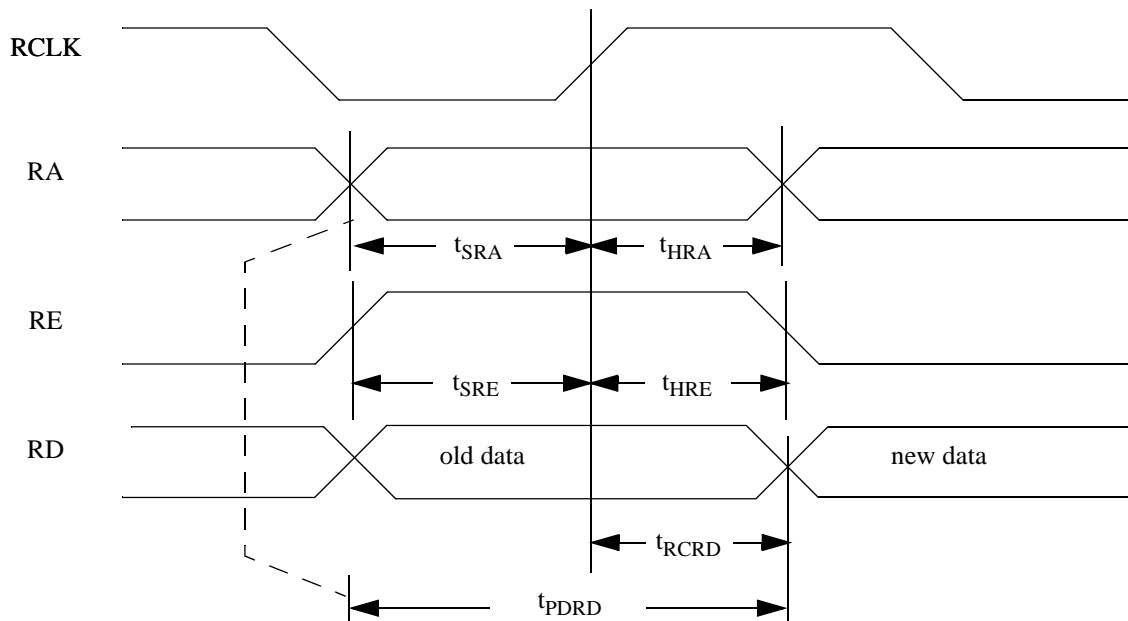 RCLK
RA
tSRA
tHRA
RE
tSRE
tHRE
RD
old data
new data
tRCRD
tPDRD